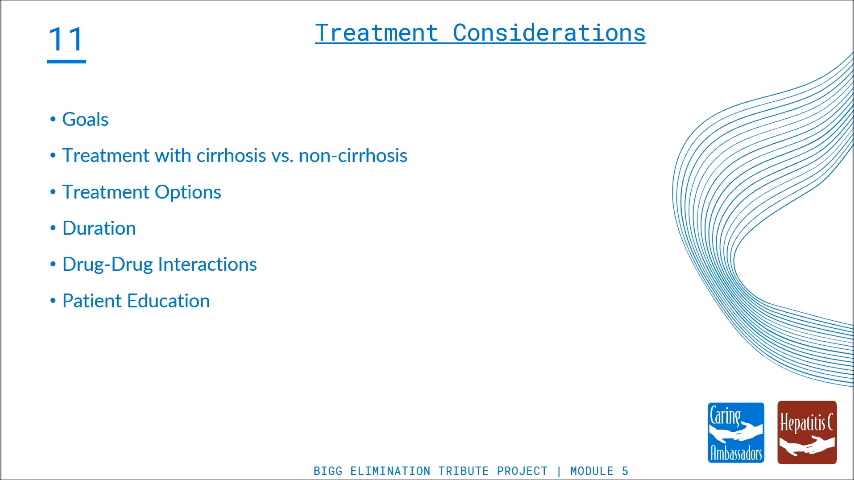 11
Treatment Considerations
• Goals
• Treatment with cirrhosis vs. non-cirrhosis
• Treatment Options
• Duration
• Drug-Drug Interactions
• Patient Education
Caring
Ambassadors
Hepatitis C
BIGG ELIMINATION TRIBUTE PROJECT | MODULE 5